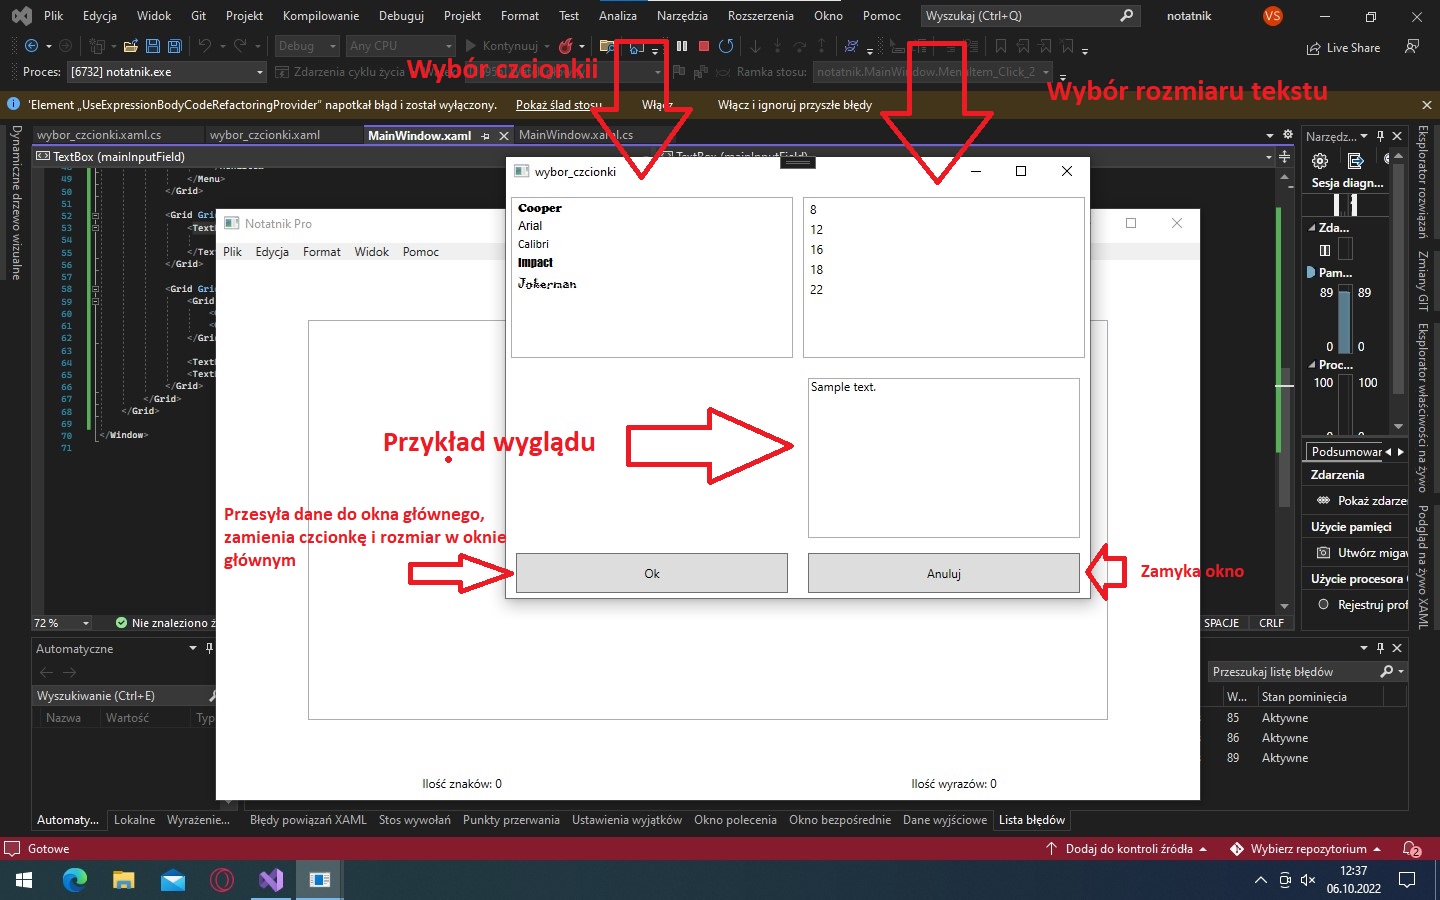 Plik Edycja Widok Git Projekt Kompilowanie Debuguj Projekt Format Test Analiza Narzędzia Rozszerzenia Okno Pomoc Wyszukaj (Ctrl+Q) notatnik VS
Debug Any CPU Kontynuuj Live Share
Proces: [6732] notatnik.exe Zdarzenia cyklu życia Ramka stosu: notatnik.MainWindow.MenuItem_Click_2
Wybór czcionkii
Wybór rozmiaru tekstu
'Element „UseExpressionBodyCodeRefactoringProvider” napotkał błąd i został wyłączony. Pokaż ślad stosu Włącz Włącz i ignoruj przyszłe błędy
Dynamiczne drzewo wizualne
wybor_czcionki.xaml.cs wybor_czcionki.xaml MainWindow.xaml MainWindow.xaml.cs
TextBox (mainInputField) TextBox (mainInputField)
49 </Menu>
50 </Grid>
51
52 <Grid Gri
53 <Text
54
55 </Text
56 </Grid>
57
58 <Grid Gri
59 <Grid
60
61
62 </Gri
63
64 <Text
65 <Text
66 </Grid>
67 </Grid>
68 </Grid>
69
70 </Window>
71
72 % Nie znaleziono ż SPACJE CRLF
Notatnik Pro
Plik Edycja Format Widok Pomoc
wybor_czcionki
Cooper
Arial
Calibri
Impact
Jokerman
8
12
16
18
22
Sample text.
Przykład wyglądu
Przesyła dane do okna głównego,
zamienia czcionkę i rozmiar w oknie
głównym
Ok Anuluj
Zamyka okno
Ilość znaków: 0 Ilość wyrazów: 0
Narzędz...
Sesja diagn...
Zda...
Pam...
89 89
0 0
Proc...
100 100
0 0
Podsumowar
Zdarzenia
Pokaż zdarze
Użycie pamięci
Utwórz migaw
Użycie procesora
Rejestruj prof
Eksplorator rozwiązań
Zmiany GIT
Eksplorator właściwości na żywo
Podgląd na żywo XAML
Automatyczne
Wyszukiwanie (Ctrl+E)
Nazwa Wartość Typ
Przeszukaj listę błędów
W... Stan pominięcia
85 Aktywne
86 Aktywne
89 Aktywne
Automaty... Lokalne Wyrażenie... Błędy powiązań XAML Stos wywołań Punkty przerwania Ustawienia wyjątków Okno polecenia Okno bezpośrednie Dane wyjściowe Lista błędów
Gotowe Dodaj do kontroli źródła Wybierz repozytorium 2
12:37
06.10.2022